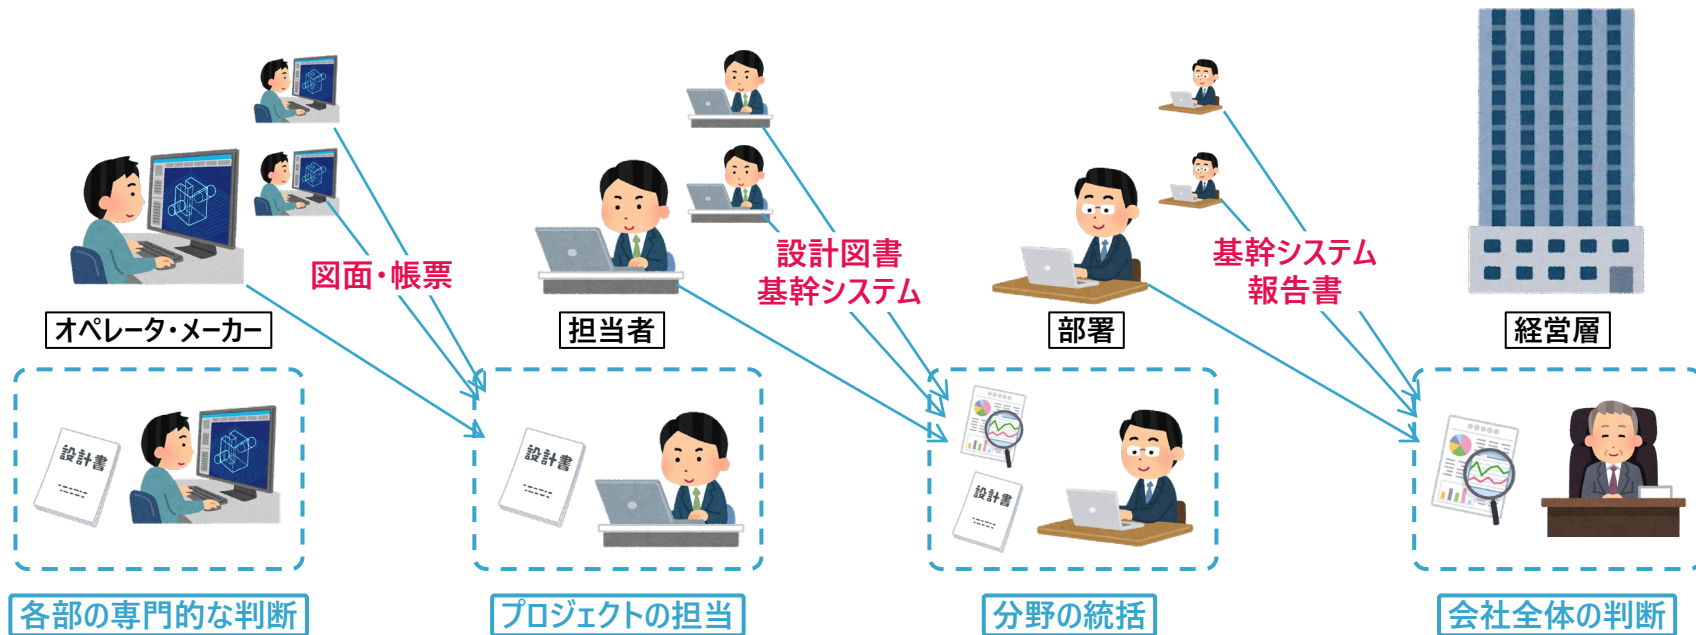 図面・帳票
設計図書
基幹システム
基幹システム
報告書
オペレータ・メーカー
担当者
部署
経営層
設計書
設計書
設計書
各部の専門的な判断
プロジェクトの担当
分野の統括
会社全体の判断